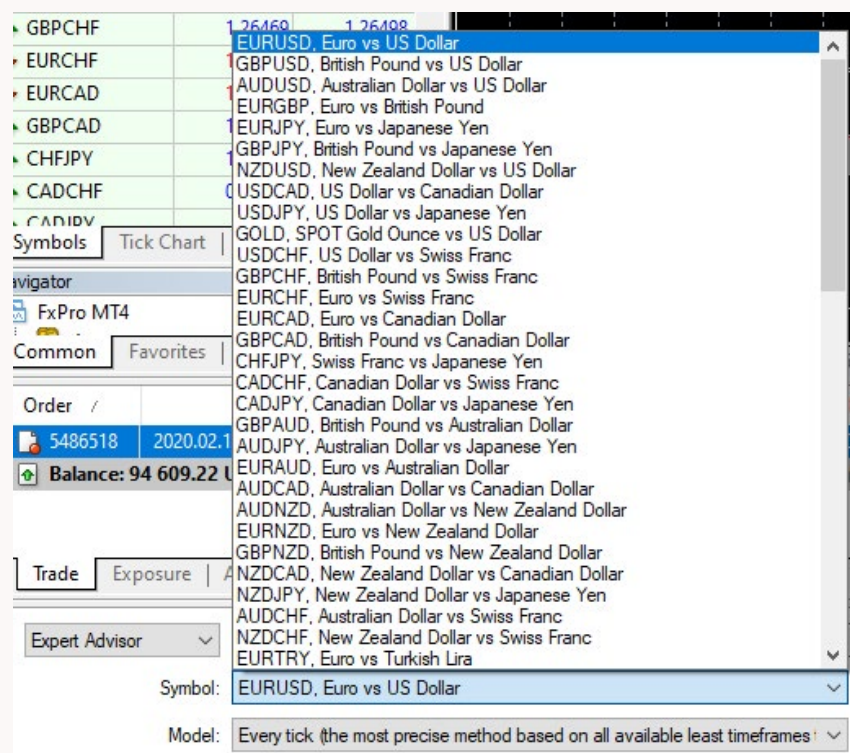 GBPCHF 1.26469 1.26498
EURCHF
EURCAD
GBPCAD
CHFJPY
CADCHF
CADJPY
Symbols Tick Chart
avigator
FxPro MT4
Common Favorites
Order /
5486518 2020.02.1
Balance: 94 609.22 U
Trade Exposure A
EURUSD, Euro vs US Dollar
GBPUSD, British Pound vs US Dollar
AUDUSD, Australian Dollar vs US Dollar
EURGBP, Euro vs British Pound
EURJPY, Euro vs Japanese Yen
GBPJPY, British Pound vs Japanese Yen
NZDUSD, New Zealand Dollar vs US Dollar
USDCAD, US Dollar vs Canadian Dollar
USDJPY, US Dollar vs Japanese Yen
GOLD, SPOT Gold Ounce vs US Dollar
USDCHF, US Dollar vs Swiss Franc
GBPCHF, British Pound vs Swiss Franc
EURCHF, Euro vs Swiss Franc
EURCAD, Euro vs Canadian Dollar
GBPCAD, British Pound vs Canadian Dollar
CHFJPY, Swiss Franc vs Japanese Yen
CADCHF, Canadian Dollar vs Swiss Franc
CADJPY, Canadian Dollar vs Japanese Yen
GBPAUD, British Pound vs Australian Dollar
AUDJPY, Australian Dollar vs Japanese Yen
EURAUD, Euro vs Australian Dollar
AUDCAD, Australian Dollar vs Canadian Dollar
AUDNZD, Australian Dollar vs New Zealand Dollar
EURNZD, Euro vs New Zealand Dollar
GBPNZD, British Pound vs New Zealand Dollar
NZDCAD, New Zealand Dollar vs Canadian Dollar
NZDJPY, New Zealand Dollar vs Japanese Yen
AUDCHF, Australian Dollar vs Swiss Franc
NZDCHF, New Zealand Dollar vs Swiss Franc
EURTRY, Euro vs Turkish Lira
Expert Advisor
Symbol: EURUSD, Euro vs US Dollar
Model: Every tick (the most precise method based on all available least timeframes